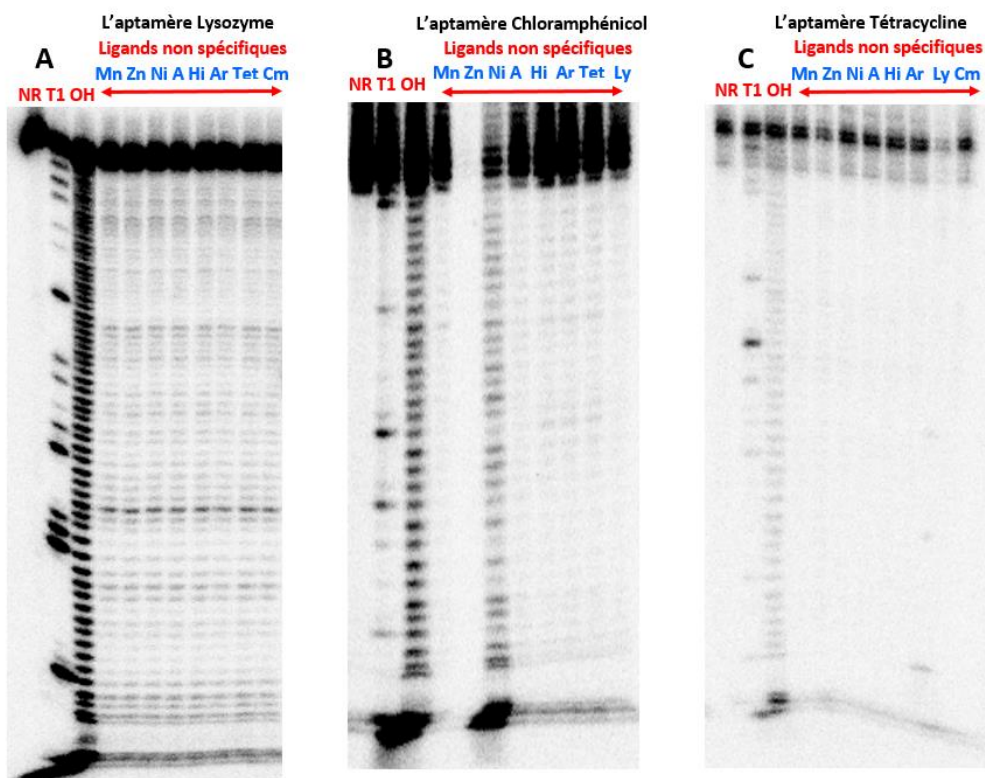 L'aptamère Lysozyme
Ligands non spécifiques
A
Mn Zn Ni A Hi Ar Tet Cm
NR T1 OH
L'aptamère Chloramphénicol
Ligands non spécifiques
B
Mn Zn Ni A Hi Ar Tet Ly
NR T1 OH
L'aptamère Tétracycline
Ligands non spécifiques
C
Mn Zn Ni A Hi Ar Ly Cm
NR T1 OH